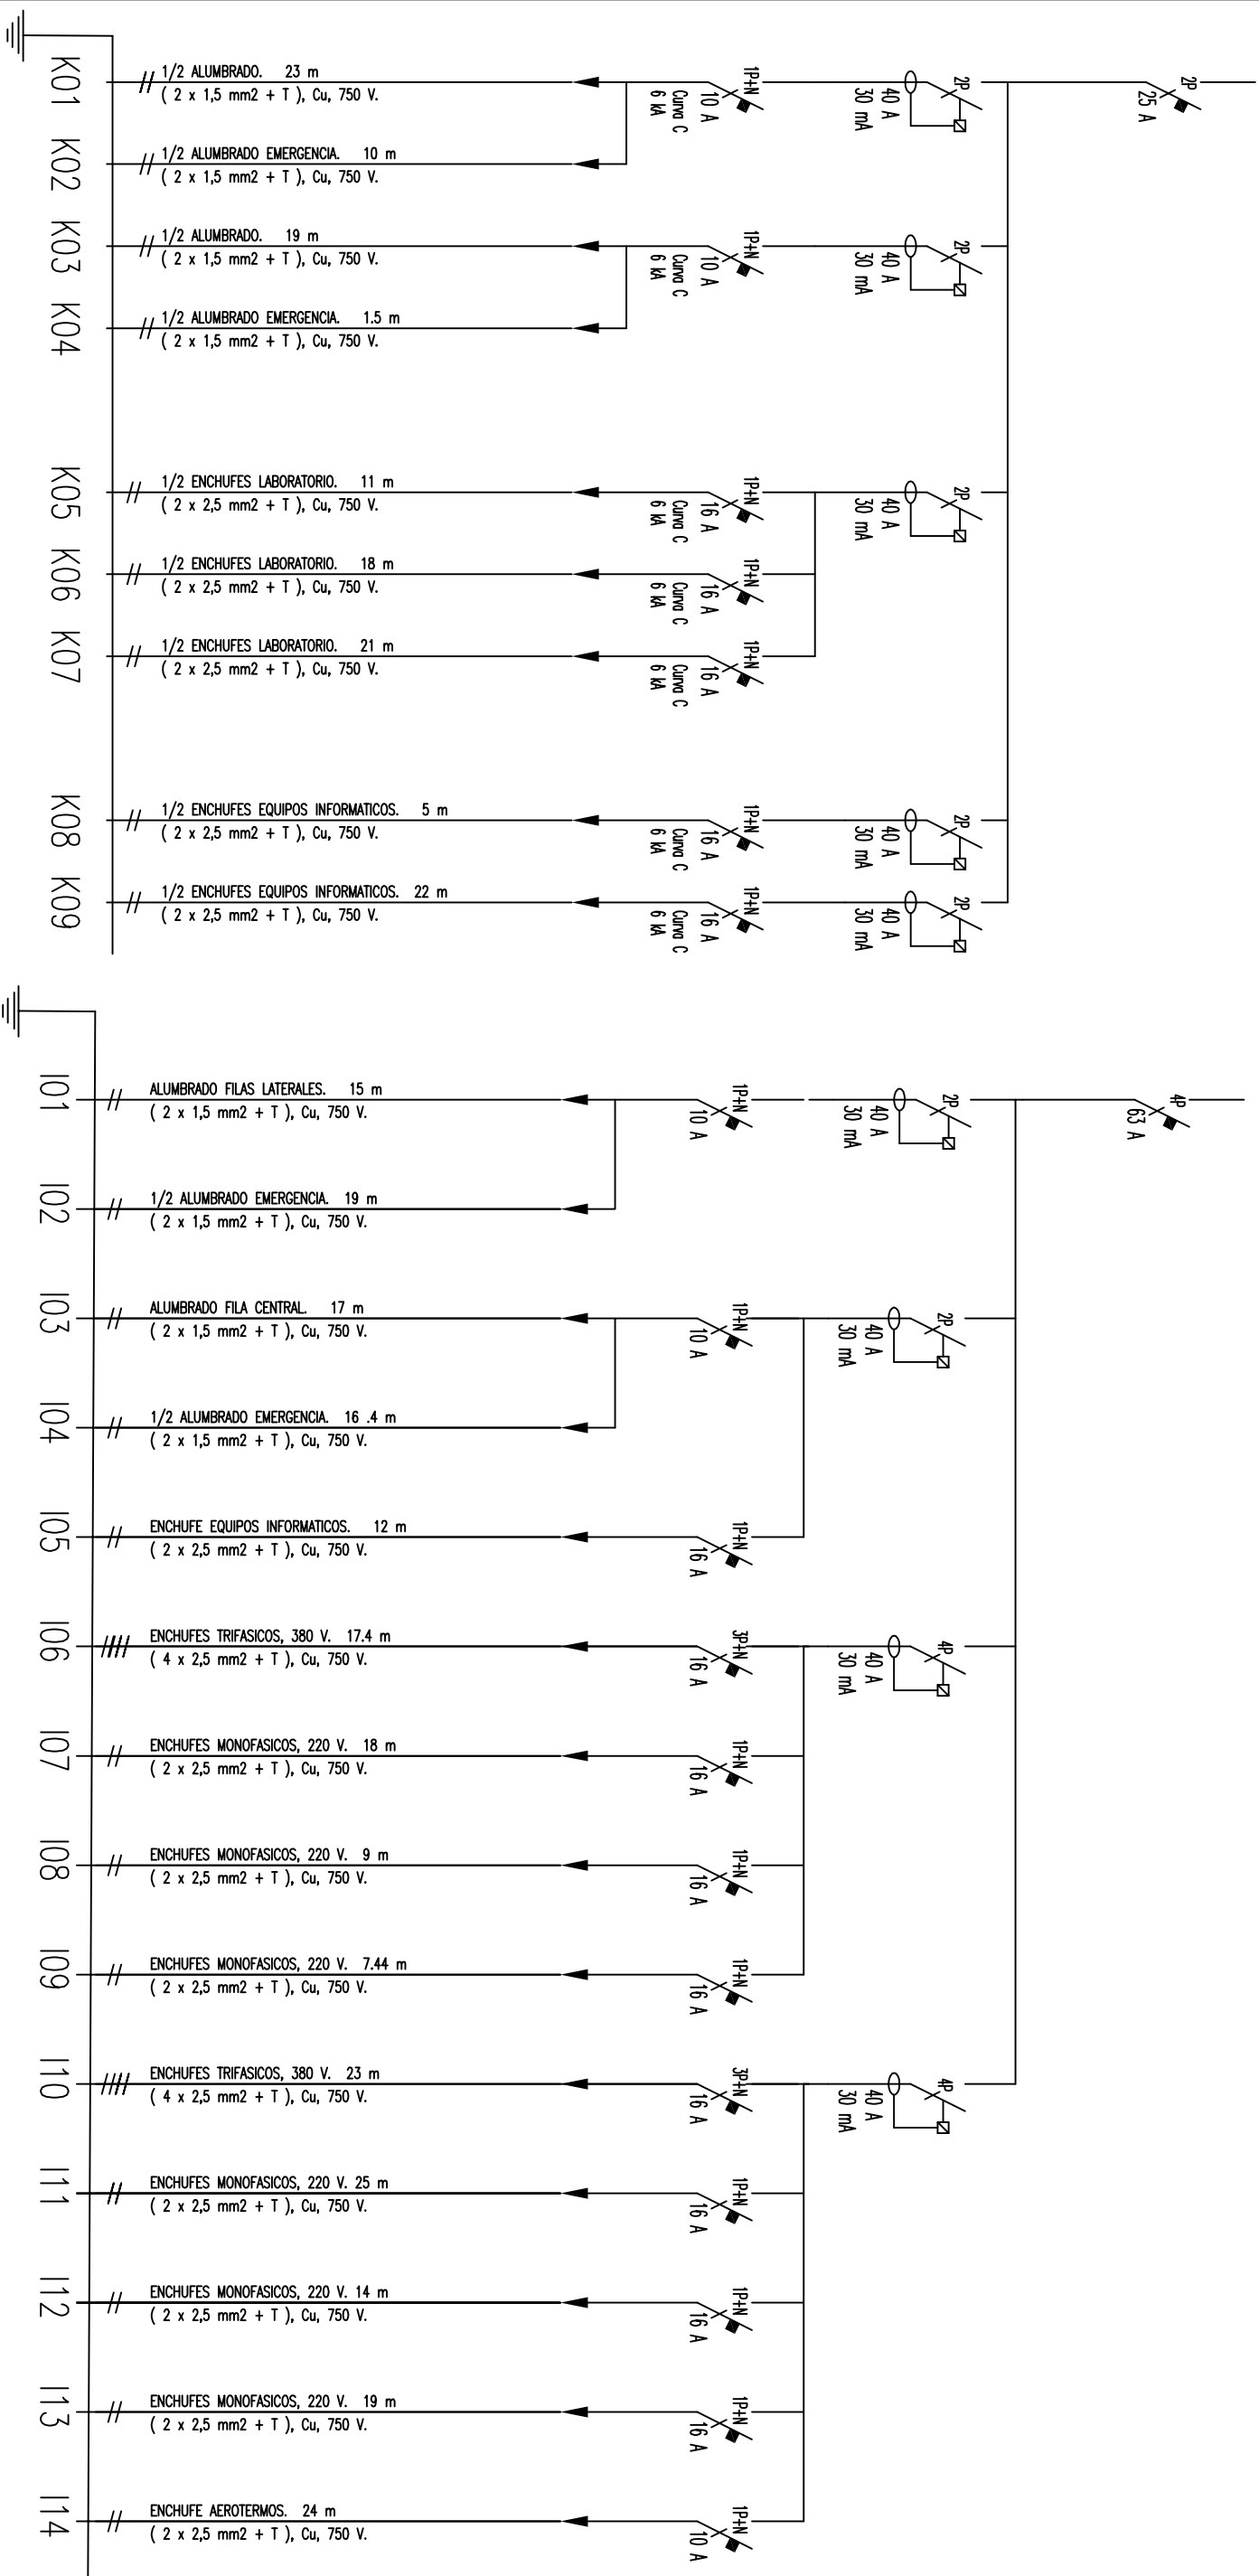 2P
25 A
K01
1/2 ALUMBRADO. 23 m
( 2 x 1,5 mm2 + T ), Cu, 750 V.
1P+N
10 A
Curva C
6 kA
2P
40 A
30 mA
K02
1/2 ALUMBRADO EMERGENCIA. 10 m
( 2 x 1,5 mm2 + T ), Cu, 750 V.
K03
1/2 ALUMBRADO. 19 m
( 2 x 1,5 mm2 + T ), Cu, 750 V.
1P+N
10 A
Curva C
6 kA
2P
40 A
30 mA
K04
1/2 ALUMBRADO EMERGENCIA. 1.5 m
( 2 x 1,5 mm2 + T ), Cu, 750 V.
K05
1/2 ENCHUFES LABORATORIO. 11 m
( 2 x 2,5 mm2 + T ), Cu, 750 V.
1P+N
16 A
Curva C
6 kA
2P
40 A
30 mA
K06
1/2 ENCHUFES LABORATORIO. 18 m
( 2 x 2,5 mm2 + T ), Cu, 750 V.
1P+N
16 A
Curva C
6 kA
K07
1/2 ENCHUFES LABORATORIO. 21 m
( 2 x 2,5 mm2 + T ), Cu, 750 V.
1P+N
16 A
Curva C
6 kA
K08
1/2 ENCHUFES EQUIPOS INFORMATICOS. 5 m
( 2 x 2,5 mm2 + T ), Cu, 750 V.
1P+N
16 A
Curva C
6 kA
2P
40 A
30 mA
K09
1/2 ENCHUFES EQUIPOS INFORMATICOS. 22 m
( 2 x 2,5 mm2 + T ), Cu, 750 V.
1P+N
16 A
Curva C
6 kA
2P
40 A
30 mA
4P
63 A
I01
ALUMBRADO FILAS LATERALES. 15 m
( 2 x 1,5 mm2 + T ), Cu, 750 V.
1P+N
10 A
2P
40 A
30 mA
I02
1/2 ALUMBRADO EMERGENCIA. 19 m
( 2 x 1,5 mm2 + T ), Cu, 750 V.
I03
ALUMBRADO FILA CENTRAL. 17 m
( 2 x 1,5 mm2 + T ), Cu, 750 V.
1P+N
10 A
2P
40 A
30 mA
I04
1/2 ALUMBRADO EMERGENCIA. 16 .4 m
( 2 x 1,5 mm2 + T ), Cu, 750 V.
I05
ENCHUFE EQUIPOS INFORMATICOS. 12 m
( 2 x 2,5 mm2 + T ), Cu, 750 V.
1P+N
16 A
I06
ENCHUFES TRIFASICOS, 380 V. 17.4 m
( 4 x 2,5 mm2 + T ), Cu, 750 V.
3P+N
16 A
4P
40 A
30 mA
I07
ENCHUFES MONOFASICOS, 220 V. 18 m
( 2 x 2,5 mm2 + T ), Cu, 750 V.
1P+N
16 A
I08
ENCHUFES MONOFASICOS, 220 V. 9 m
( 2 x 2,5 mm2 + T ), Cu, 750 V.
1P+N
16 A
I09
ENCHUFES MONOFASICOS, 220 V. 7.44 m
( 2 x 2,5 mm2 + T ), Cu, 750 V.
1P+N
16 A
I10
ENCHUFES TRIFASICOS, 380 V. 23 m
( 4 x 2,5 mm2 + T ), Cu, 750 V.
3P+N
16 A
4P
40 A
30 mA
I11
ENCHUFES MONOFASICOS, 220 V. 25 m
( 2 x 2,5 mm2 + T ), Cu, 750 V.
1P+N
16 A
I12
ENCHUFES MONOFASICOS, 220 V. 14 m
( 2 x 2,5 mm2 + T ), Cu, 750 V.
1P+N
16 A
I13
ENCHUFES MONOFASICOS, 220 V. 19 m
( 2 x 2,5 mm2 + T ), Cu, 750 V.
1P+N
16 A
I14
ENCHUFE AEROTERMOS. 24 m
( 2 x 2,5 mm2 + T ), Cu, 750 V.
1P+N
10 A